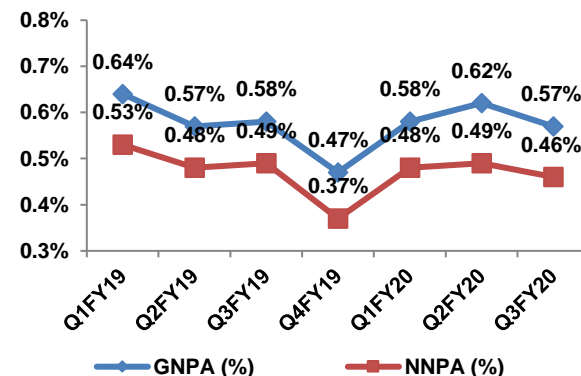 0.8%
0.7%
0.6%
0.5%
0.4%
0.3%
0.64%
0.57%
0.58%
0.47%
0.58%
0.62%
0.57%
0.53%
0.48%
0.49%
0.37%
0.48%
0.49%
0.46%
Q1FY19
Q2FY19
Q3FY19
Q4FY19
Q1FY20
Q2FY20
Q3FY20
GNPA (%)
NNPA (%)